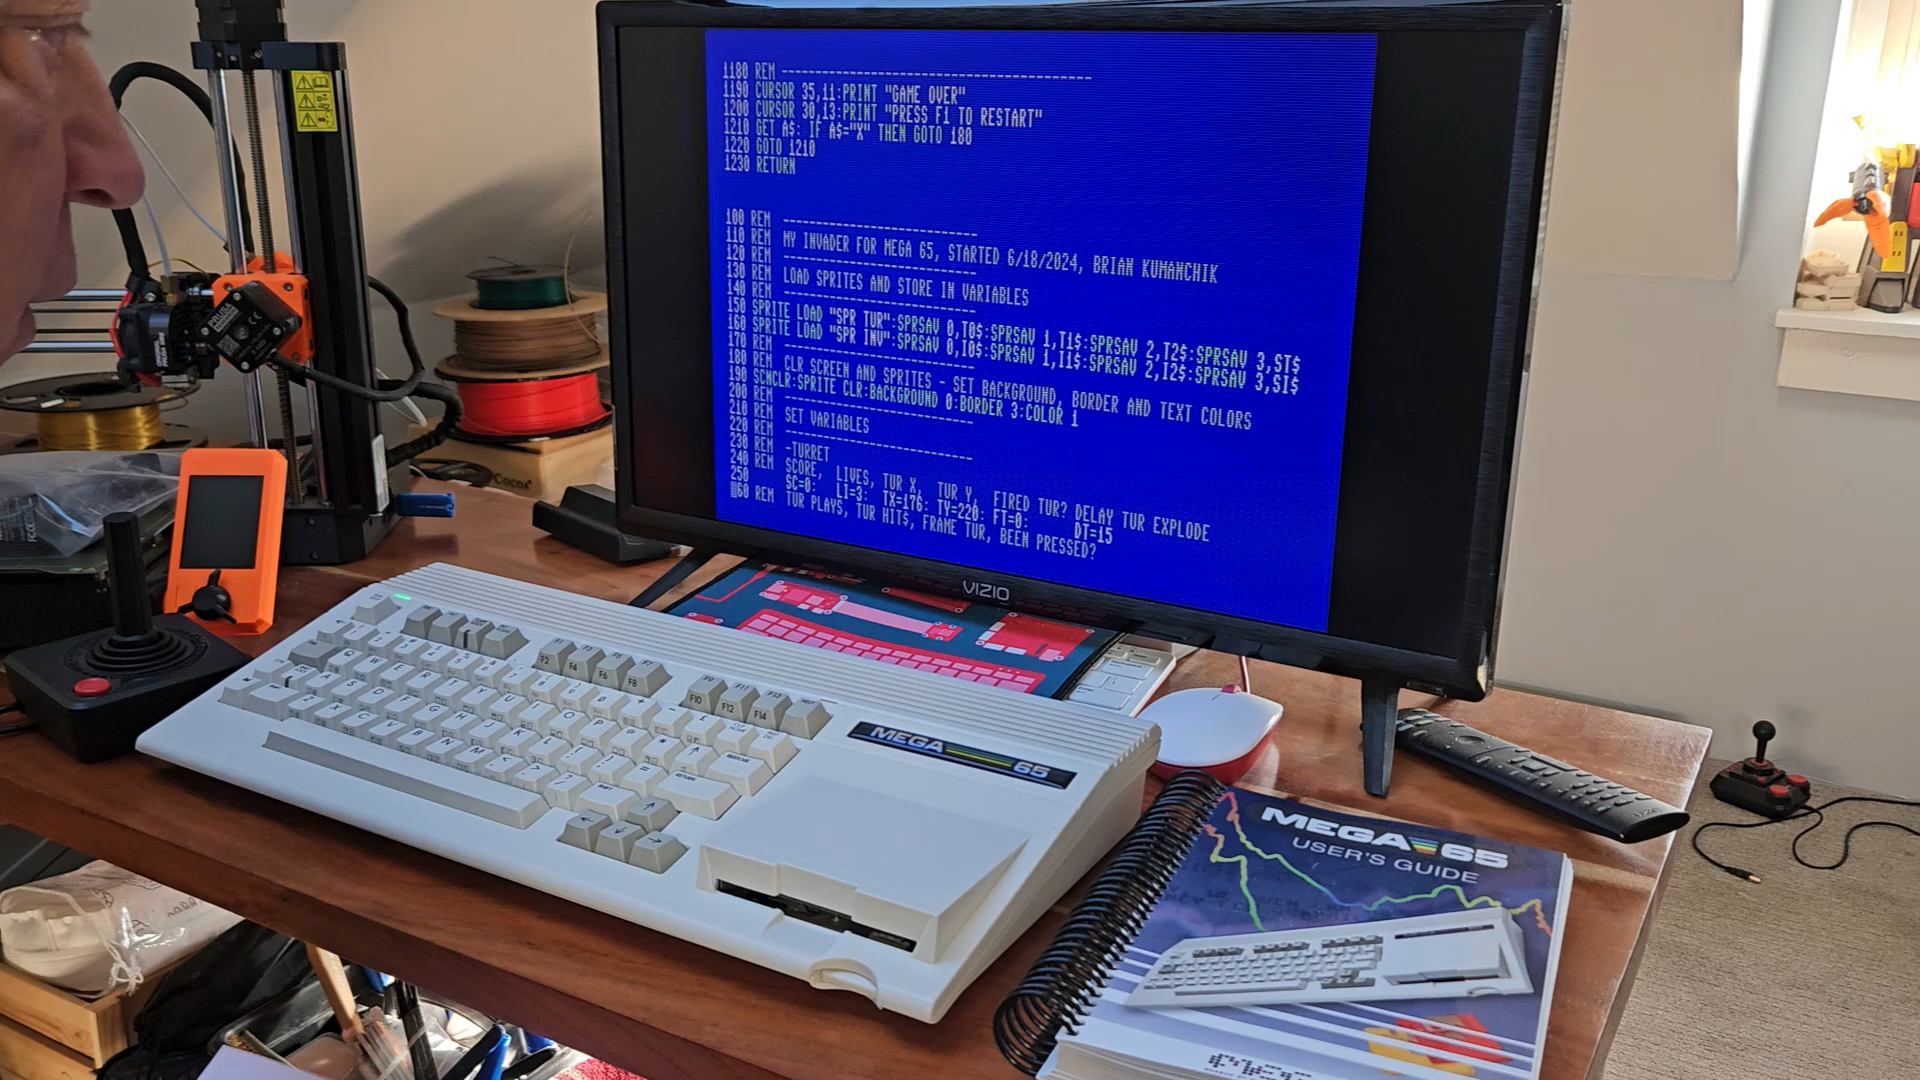 1180 REM ----------------------------------------
1190 CURSOR 35,11:PRINT "GAME OVER"
1200 CURSOR 30,13:PRINT "PRESS F1 TO RESTART"
1210 GET A$: IF A$="X" THEN GOTO 180
1220 GOTO 1210
1230 RETURN
100 REM ------------------------
110 REM MY INVADER FOR MEGA 65, STARTED 6/18/2024, BRIAN KUMANCHIK
120 REM ------------------------
130 REM LOAD SPRITES AND STORE IN VARIABLES
140 REM ------------------------
150 SPRITE LOAD "SPR TUR":SPRSAV 0,T0$:SPRSAV 1,T1$:SPRSAV 2,T2$:SPRSAV 3,ST$
160 SPRITE LOAD "SPR INV":SPRSAV 0,I0$:SPRSAV 1,I1$:SPRSAV 2,I2$:SPRSAV 3,SI$
170 REM ------------------------
180 REM CLR SCREEN AND SPRITES - SET BACKGROUND, BORDER AND TEXT COLORS
190 SCNCLR:SPRITE CLR:BACKGROUND 0:BORDER 3:COLOR 1
200 REM ------------------------
210 REM SET VARIABLES
220 REM ------------------------
230 REM -TURRET
240 REM SCORE, LIVES, TUR X, TUR Y, FIRED TUR? DELAY TUR EXPLODE
250 SC=0: LI=3: TX=176: TY=220: FT=0: DT=15
60 REM TUR PLAYS, TUR HIT$, FRAME TUR, BEEN PRESSED?
VIZIO
PRUSA
Cocoa
F2 F4 F6 F8
F10 F12 F14
Q W E R T Y U I O P
A S D F G H J K L
Z X C V B N M
RESTORE
RETURN
MEGA 65
MEGA 65
USER'S GUIDE